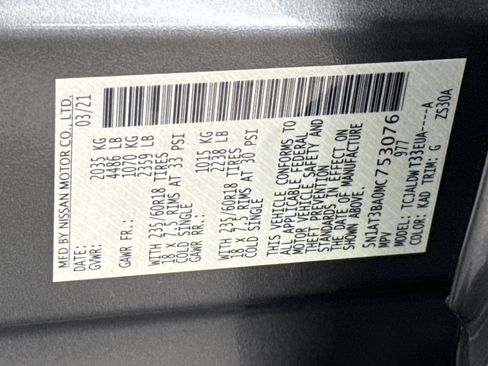 MFD BY NISSAN MOTOR CO., LTD.
DATE: 03/21
GVWR: 2035 KG
4486 LB
GAWR FR.: 1070 KG
2359 LB
WITH 235/60R18 TIRES
18 X 7.5 RIMS AT 33 PSI
COLD SINGLE
GAWR RR.: 1015 KG
2238 LB
WITH 235/60R18 TIRES
18 X 7.5 RIMS AT 30 PSI
COLD SINGLE
THIS VEHICLE CONFORMS TO
ALL APPLICABLE FEDERAL
MOTOR VEHICLE SAFETY AND
THEFT PREVENTION
STANDARDS IN EFFECT ON
THE DATE OF MANUFACTURE
SHOWN ABOVE.
5N1AT3BA0MC753076
MPV 977
MODEL: TCJALDWT33EUA----A
COLOR: KAD TRIM: G ZS30A